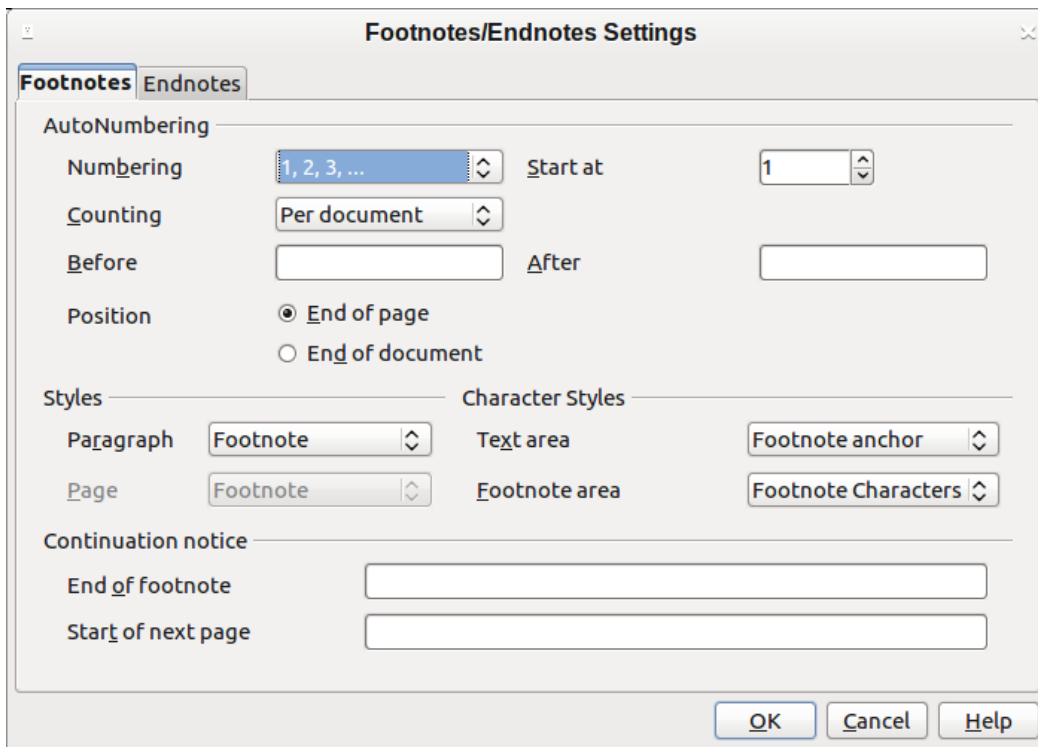 Footnotes/Endnotes Settings
Footnotes Endnotes
AutoNumbering
Numbering 1, 2, 3, ... Start at 1
Counting Per document
Before After
Position End of page
End of document
Styles Character Styles
Paragraph Footnote Text area Footnote anchor
Page Footnote Footnote area Footnote Characters
Continuation notice
End of footnote
Start of next page
OK Cancel Help